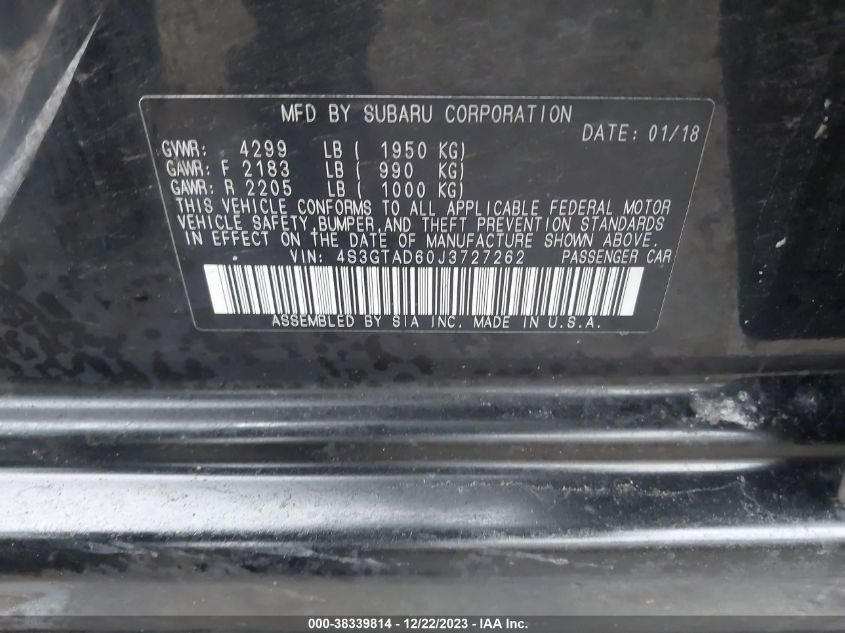 MFD BY SUBARU CORPORATION
DATE: 01/18
GVWR: 4299 LB ( 1950 KG)
GAWR: F 2183 LB ( 990 KG)
GAWR: R 2205 LB ( 1000 KG)
THIS VEHICLE CONFORMS TO ALL APPLICABLE FEDERAL MOTOR
VEHICLE SAFETY,BUMPER,AND THEFT PREVENTION STANDARDS
IN EFFECT ON THE DATE OF MANUFACTURE SHOWN ABOVE.
VIN: 4S3GTAD60J3727262 PASSENGER CAR
ASSEMBLED BY SIA INC. MADE IN U.S.A.
000-38339814 - 12/22/2023 - IAA Inc.